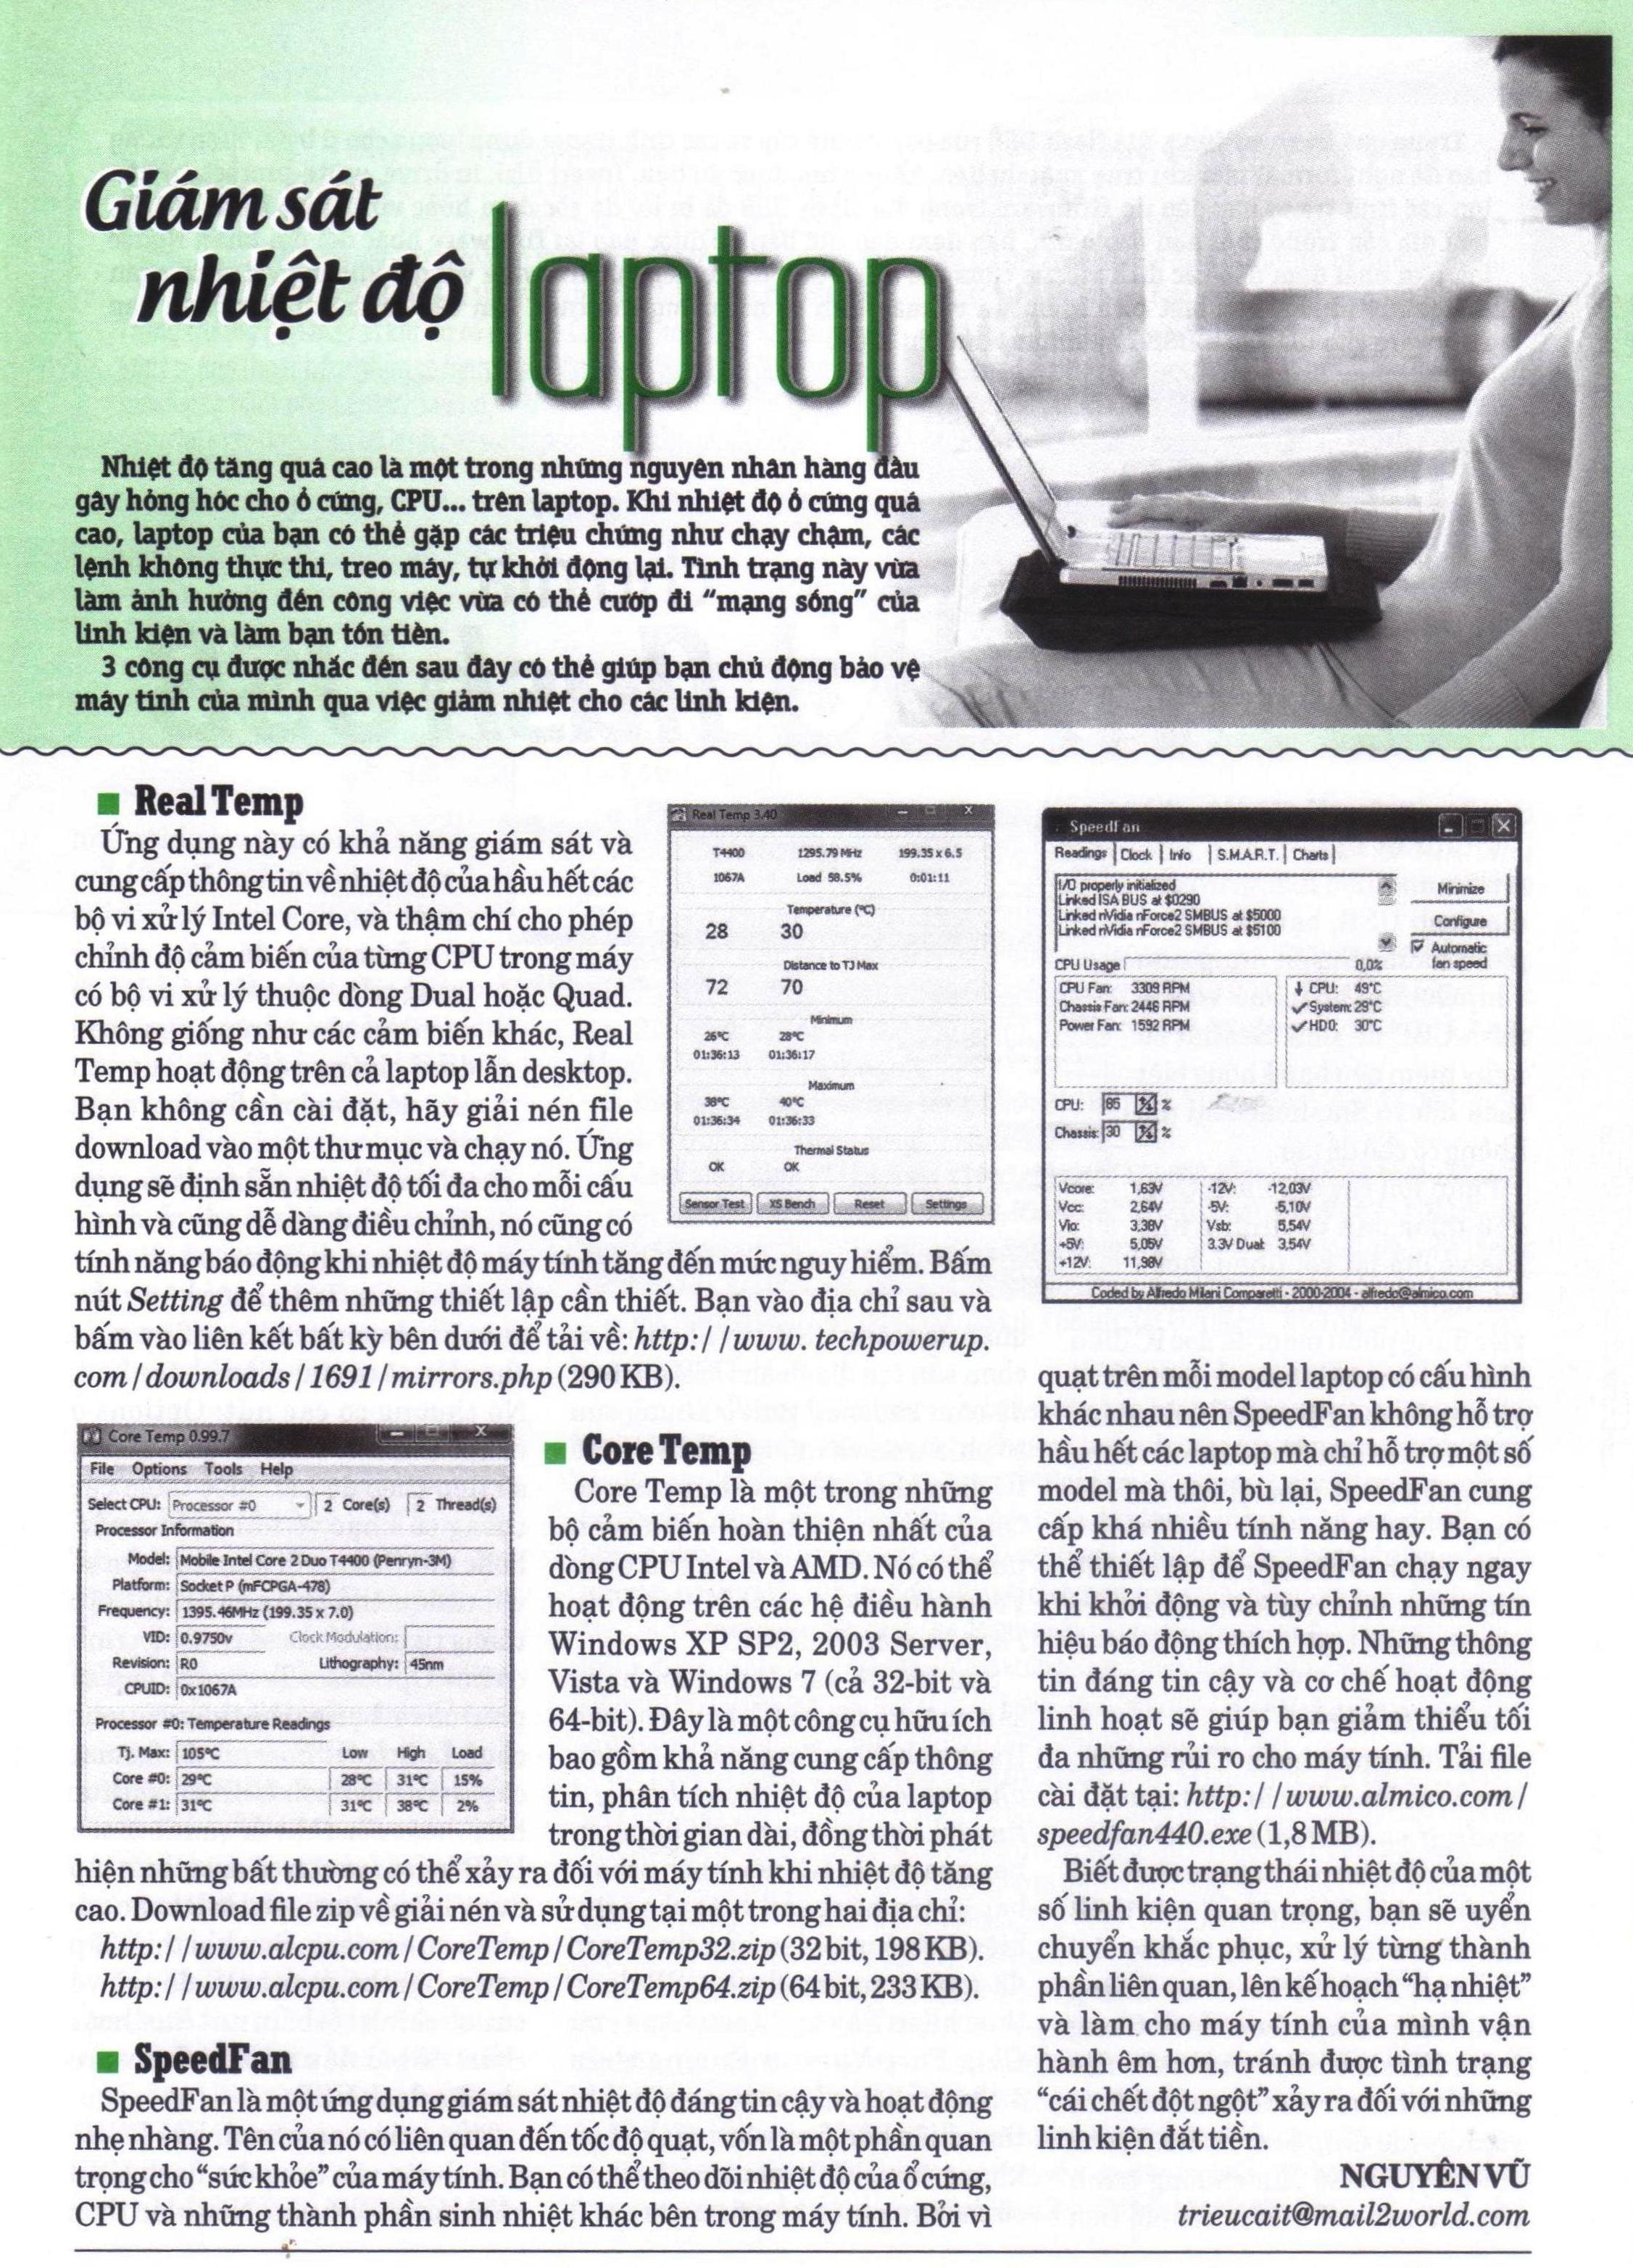 Giám sát
nhiệt độ laptop
Nhiệt độ tăng quá cao là một trong những nguyên nhân hàng đầu
gây hỏng hóc cho ổ cứng, CPU... trên laptop. Khi nhiệt độ ổ cứng quá
cao, laptop của bạn có thể gặp các triệu chứng như chạy chậm, các
lệnh không thực thi, treo máy, tự khởi động lại. Tình trạng này vừa
làm ảnh hưởng đến công việc vừa có thể cướp đi “mạng sống” của
linh kiện và làm bạn tốn tiền.
3 công cụ được nhắc đến sau đây có thể giúp bạn chủ động bảo vệ
máy tính của mình qua việc giảm nhiệt cho các linh kiện.
Real Temp
Ứng dụng này có khả năng giám sát và
cung cấp thông tin về nhiệt độ của hầu hết các
bộ vi xử lý Intel Core, và thậm chí cho phép
chỉnh độ cảm biến của từng CPU trong máy
có bộ vi xử lý thuộc dòng Dual hoặc Quad.
Không giống như các cảm biến khác, Real
Temp hoạt động trên cả laptop lẫn desktop.
Bạn không cần cài đặt, hãy giải nén file
download vào một thư mục và chạy nó. Ứng
dụng sẽ định sẵn nhiệt độ tối đa cho mỗi cấu
hình và cũng dễ dàng điều chỉnh, nó cũng có
tính năng báo động khi nhiệt độ máy tính tăng đến mức nguy hiểm. Bấm
nút Setting để thêm những thiết lập cần thiết. Bạn vào địa chỉ sau và
bấm vào liên kết bất kỳ bên dưới để tải về: http://www. techpowerup.
com/downloads/1691/mirrors.php (290 KB).
Real Temp 3.40
T4400 1295.79 MHz 199.35 x 6.5
1067A Load 58.5% 0:01:11
Temperature (°C)
28 30
Distance to TJ Max
72 70
Minimum
26°C 28°C
01:36:13 01:36:17
Maximum
38°C 40°C
01:36:34 01:36:33
Thermal Status
OK OK
Sensor Test XS Bench Reset Settings
Core Temp 0.99.7
File Options Tools Help
Select CPU: Processor #0 2 Core(s) 2 Thread(s)
Processor Information
Model: Mobile Intel Core 2 Duo T4400 (Penryn-3M)
Platform: Socket P (mFCPGA-478)
Frequency: 1395.46MHz (199.35 x 7.0)
VID: 0.9750v Clock Modulation:
Revision: R0 Lithography: 45nm
CPUID: 0x1067A
Processor #0: Temperature Readings
Tj. Max: 105°C Low High Load
Core #0: 29°C 28°C 31°C 15%
Core #1: 31°C 31°C 38°C 2%
Core Temp
Core Temp là một trong những
bộ cảm biến hoàn thiện nhất của
dòng CPU Intel và AMD. Nó có thể
hoạt động trên các hệ điều hành
Windows XP SP2, 2003 Server,
Vista và Windows 7 (cả 32-bit và
64-bit). Đây là một công cụ hữu ích
bao gồm khả năng cung cấp thông
tin, phân tích nhiệt độ của laptop
trong thời gian dài, đồng thời phát
hiện những bất thường có thể xảy ra đối với máy tính khi nhiệt độ tăng
cao. Download file zip về giải nén và sử dụng tại một trong hai địa chỉ:
http://www.alcpu.com/CoreTemp/CoreTemp32.zip (32 bit, 198 KB).
http://www.alcpu.com/CoreTemp/CoreTemp64.zip (64 bit, 233 KB).
SpeedFan
SpeedFan là một ứng dụng giám sát nhiệt độ đáng tin cậy và hoạt động
nhẹ nhàng. Tên của nó có liên quan đến tốc độ quạt, vốn là một phần quan
trọng cho “sức khỏe” của máy tính. Bạn có thể theo dõi nhiệt độ của ổ cứng,
CPU và những thành phần sinh nhiệt khác bên trong máy tính. Bởi vì
SpeedFan
Readings Clock Info S.M.A.R.T. Charts
I/O properly initialized
Linked ISA BUS at $0290
Linked nVidia nForce2 SMBUS at $5000
Linked nVidia nForce2 SMBUS at $5100
Minimize
Configure
Automatic
fan speed
CPU Usage 0,0%
CPU Fan: 3309 RPM CPU: 49°C
Chassis Fan: 2446 RPM System: 29°C
Power Fan: 1592 RPM HD0: 30°C
CPU: 85 %
Chassis: 30 %
Vcore: 1,63V -12V: -12,03V
Vcc: 2,64V -5V: -5,10V
Vio: 3,38V Vsb: 5,54V
+5V: 5,05V 3.3V Dual: 3,54V
+12V: 11,98V
Coded by Alfredo Milani Comparetti - 2000-2004 - alfredo@almico.com
quạt trên mỗi model laptop có cấu hình
khác nhau nên SpeedFan không hỗ trợ
hầu hết các laptop mà chỉ hỗ trợ một số
model mà thôi, bù lại, SpeedFan cung
cấp khá nhiều tính năng hay. Bạn có
thể thiết lập để SpeedFan chạy ngay
khi khởi động và tùy chỉnh những tín
hiệu báo động thích hợp. Những thông
tin đáng tin cậy và cơ chế hoạt động
linh hoạt sẽ giúp bạn giảm thiểu tối
đa những rủi ro cho máy tính. Tải file
cài đặt tại: http://www.almico.com/
speedfan440.exe (1,8 MB).
Biết được trạng thái nhiệt độ của một
số linh kiện quan trọng, bạn sẽ uyển
chuyển khắc phục, xử lý từng thành
phần liên quan, lên kế hoạch “hạ nhiệt”
và làm cho máy tính của mình vận
hành êm hơn, tránh được tình trạng
“cái chết đột ngột” xảy ra đối với những
linh kiện đắt tiền.
NGUYÊN VŨ
trieucait@mail2world.com